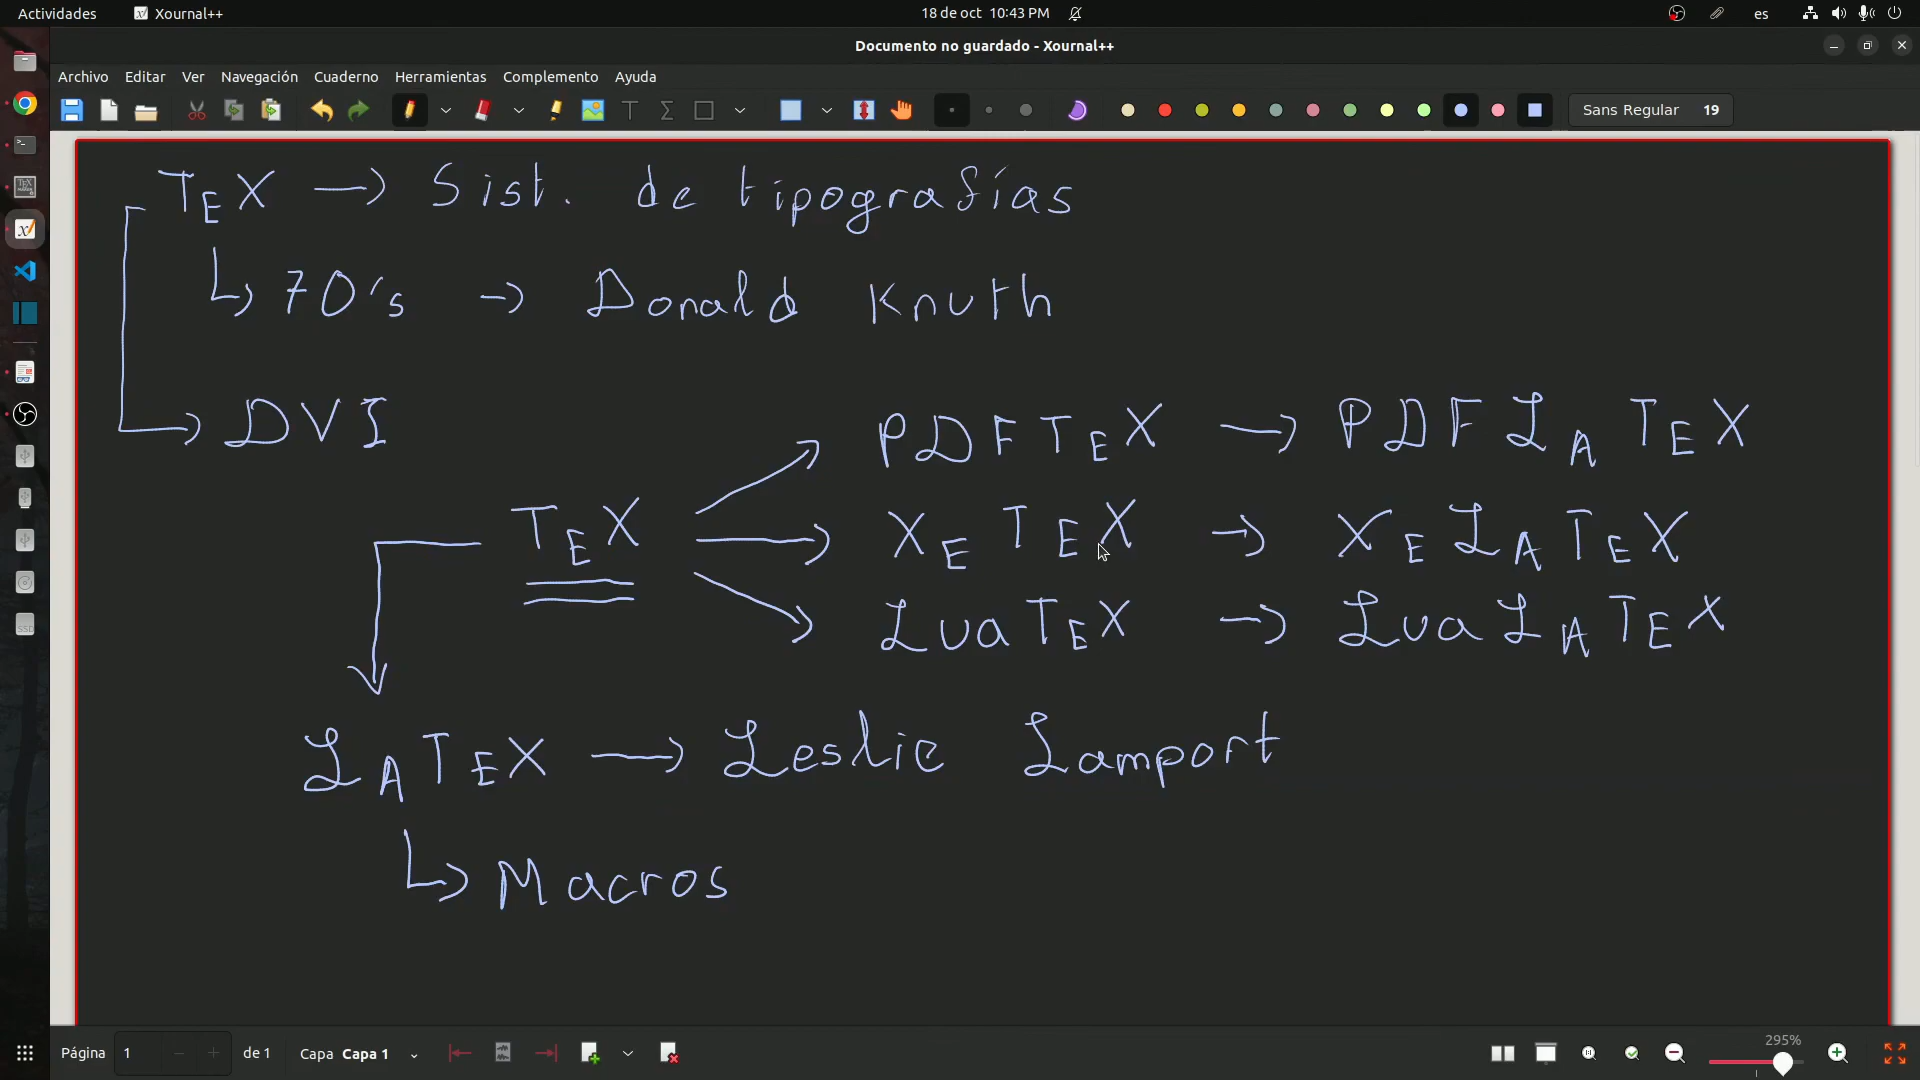 Actividades Xournal++ 18 de oct 10:43 PM es
Documento no guardado - Xournal++
Archivo Editar Ver Navegación Cuaderno Herramientas Complemento Ayuda
Sans Regular 19
TEX → Sist. de tipografías
↳ 70's → Donald Knuth
→ DVI
PDFTEX → PDFLATEX
TEX → XETEX → XELATEX
LuaTEX → LuaLATEX
LATEX → Leslie Lamport
↳ Macros
Página 1 de 1 Capa Capa 1 295%